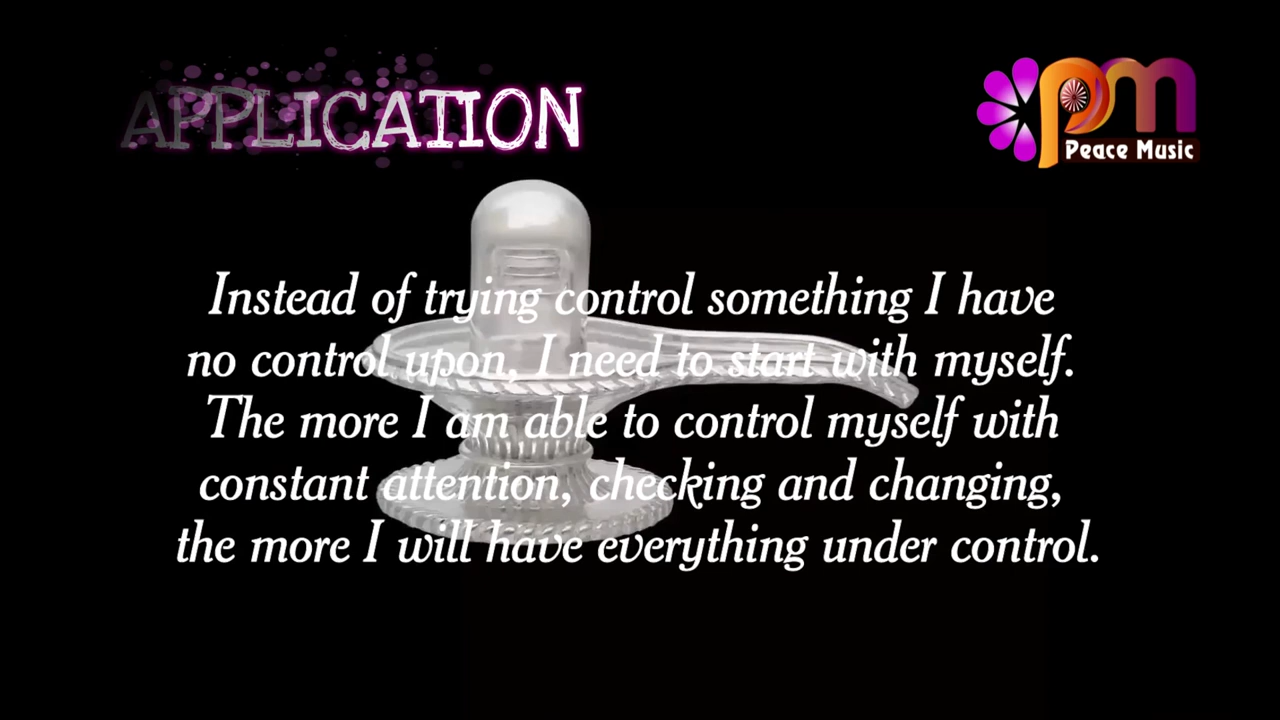 APPLICATION
pm
Peace Music
Instead of trying control something I have
no control upon, I need to start with myself.
The more I am able to control myself with
constant attention, checking and changing,
the more I will have everything under control.